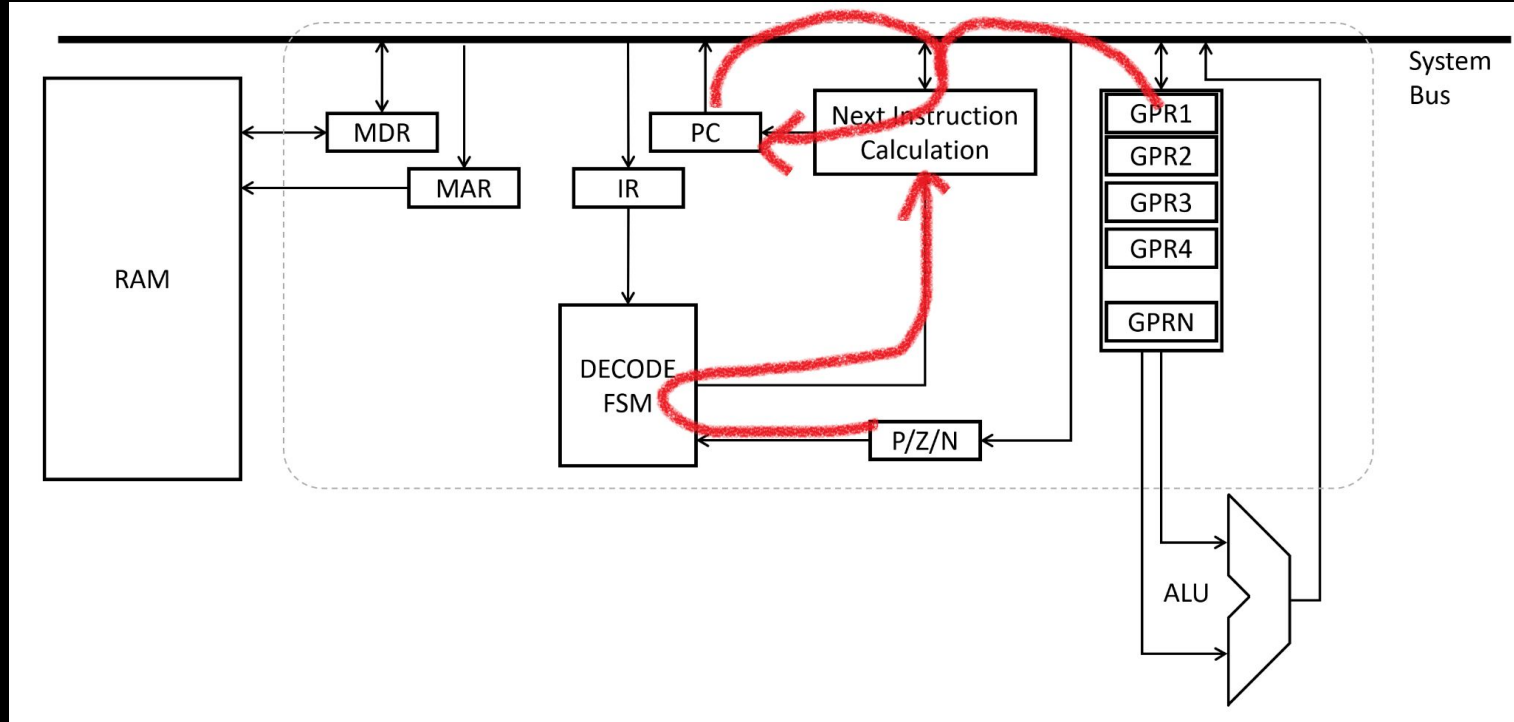 System
Bus
MDR
PC
Next Instruction
Calculation
GPR1
GPR2
MAR
IR
GPR3
GPR4
RAM
GPRN
DECODE
FSM
P/Z/N
ALU